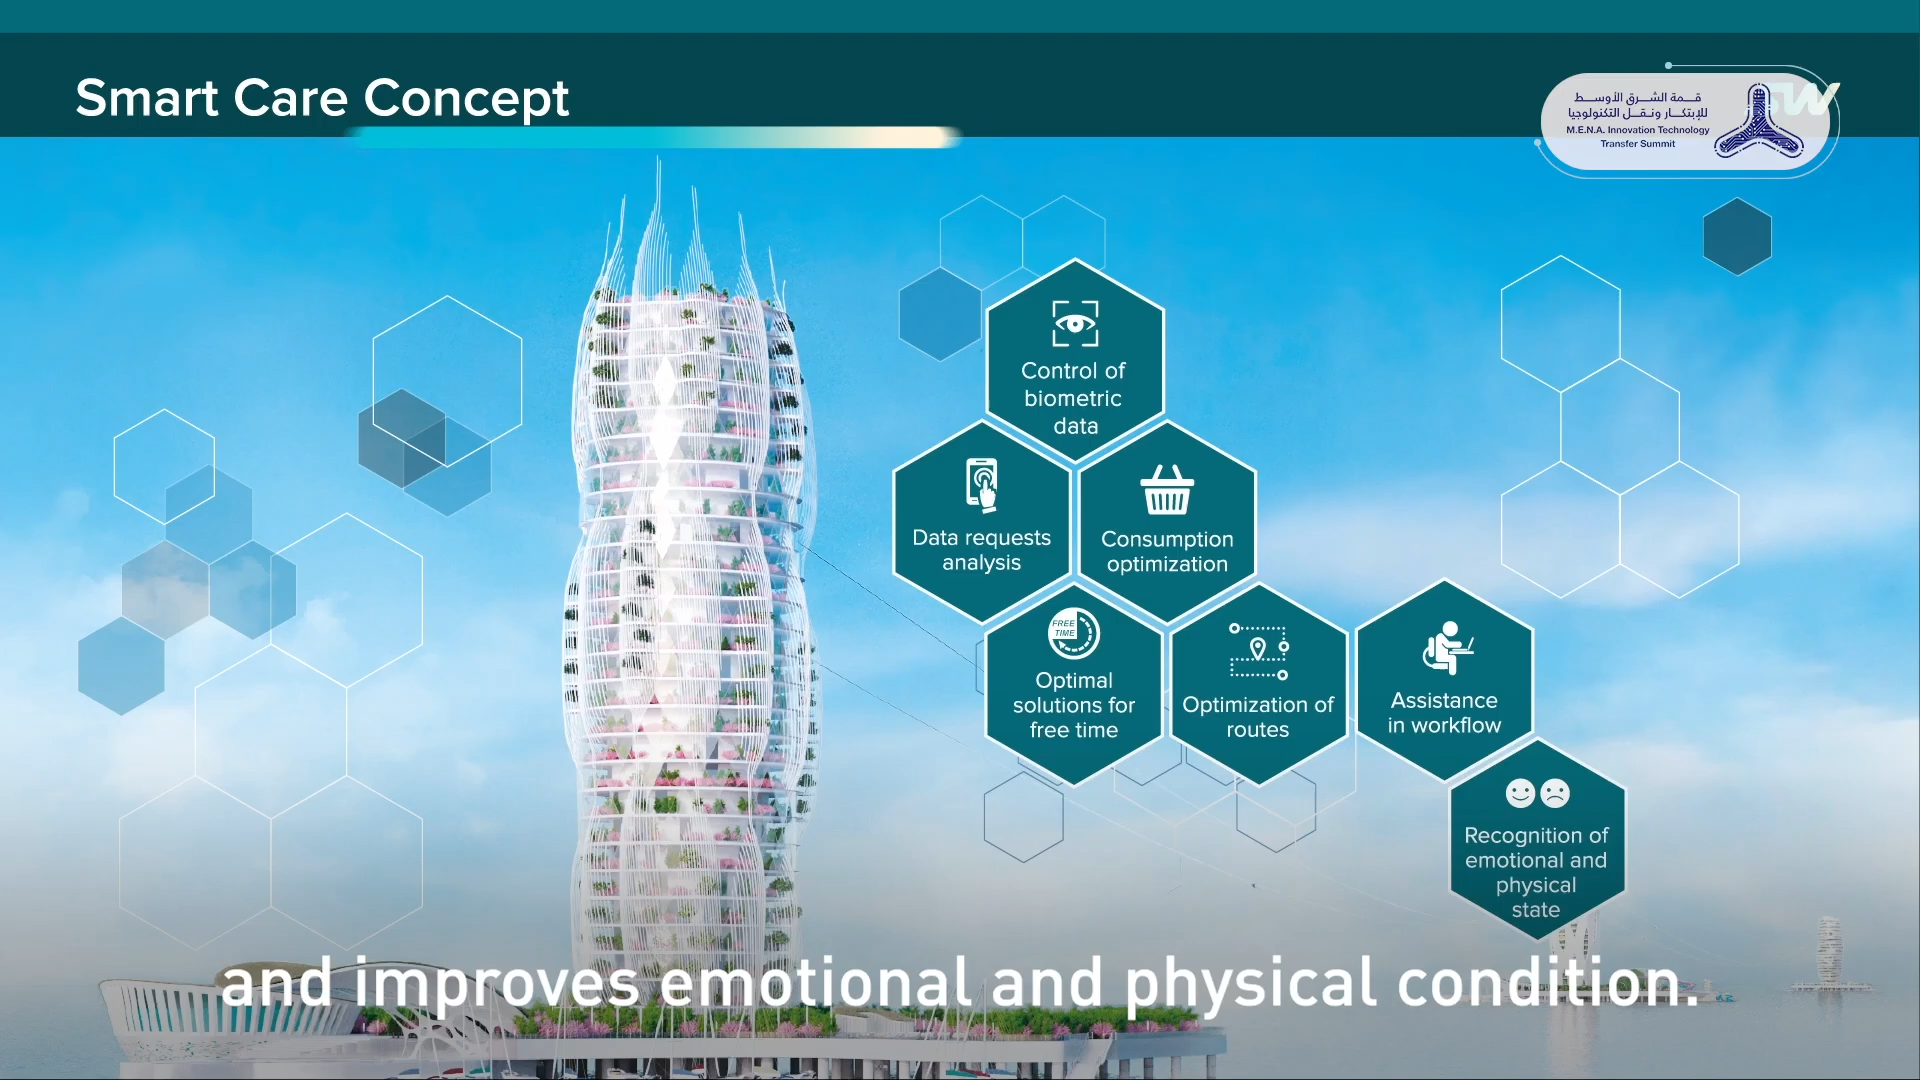 Smart Care Concept
قمة الشرق الأوسط
للإبتكار ونقل التكنولوجيا
M.E.N.A. Innovation Technology
Transfer Summit
Control of
biometric
data
Data requests
analysis
Consumption
optimization
FREE
TIME
Optimal
solutions for
free time
Optimization of
routes
Assistance
in workflow
Recognition of
emotional and
physical
state
and improves emotional and physical condition.